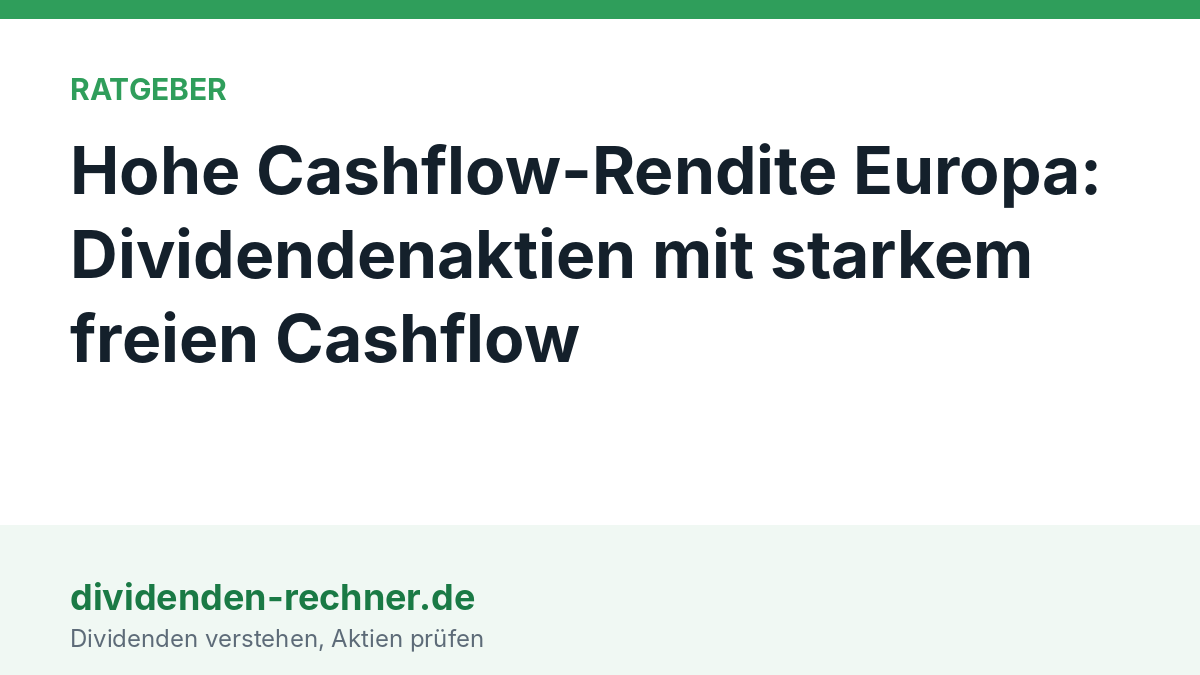 RATGEBER
Hohe Cashflow-Rendite Europa:
Dividendenaktien mit starkem
freien Cashflow
dividenden-rechner.de
Dividenden verstehen, Aktien prüfen